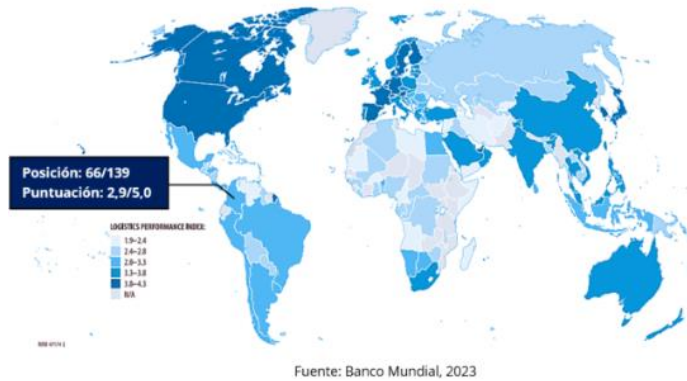 Posición: 66/139
Puntuación: 2,9/5,0
LOGISTICS PERFORMANCE INDEX:
1.9–2.4
2.4–2.8
2.8–3.3
3.3–3.8
3.8–4.3
N/A
Fuente: Banco Mundial, 2023